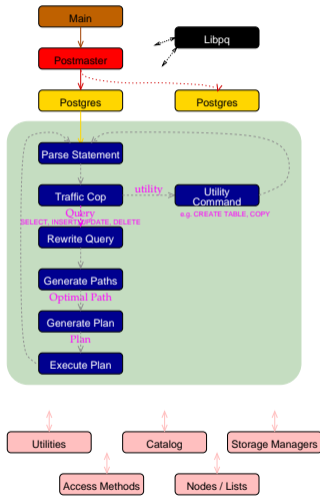 Main
Libpq
Postmaster
Postgres
Postgres
Parse Statement
utility
Traffic Cop
Utility
Command
Query
SELECT, INSERT, UPDATE, DELETE
e.g. CREATE TABLE, COPY
Rewrite Query
Generate Paths
Optimal Path
Generate Plan
Plan
Execute Plan
Utilities
Catalog
Storage Managers
Access Methods
Nodes / Lists